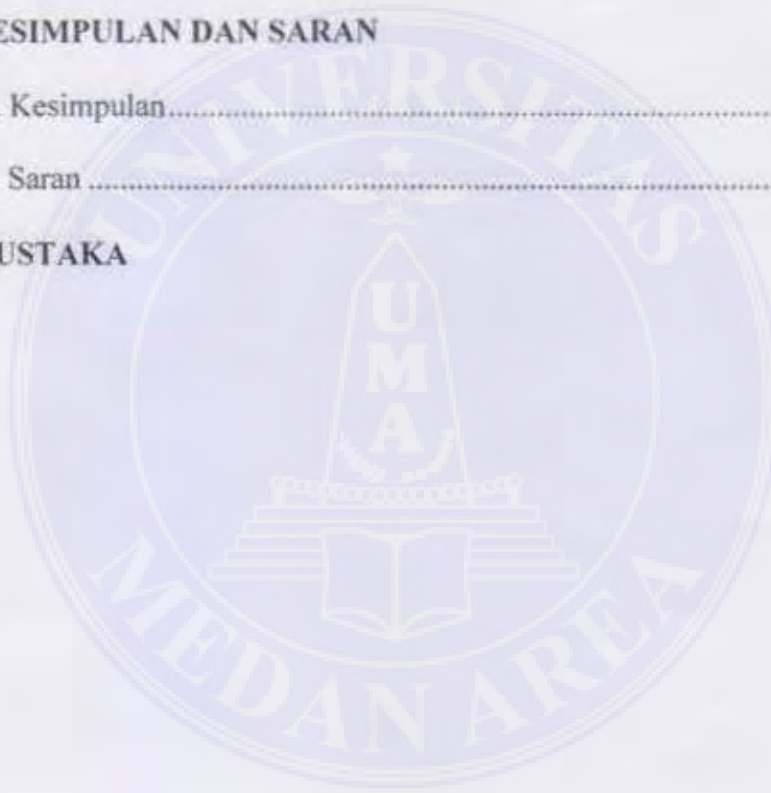 ESIMPULAN DAN SARAN
Kesimpulan................................................................................
Saran ................................................................................
USTAKA
UNIVERSITAS
UMA
MEDAN AREA